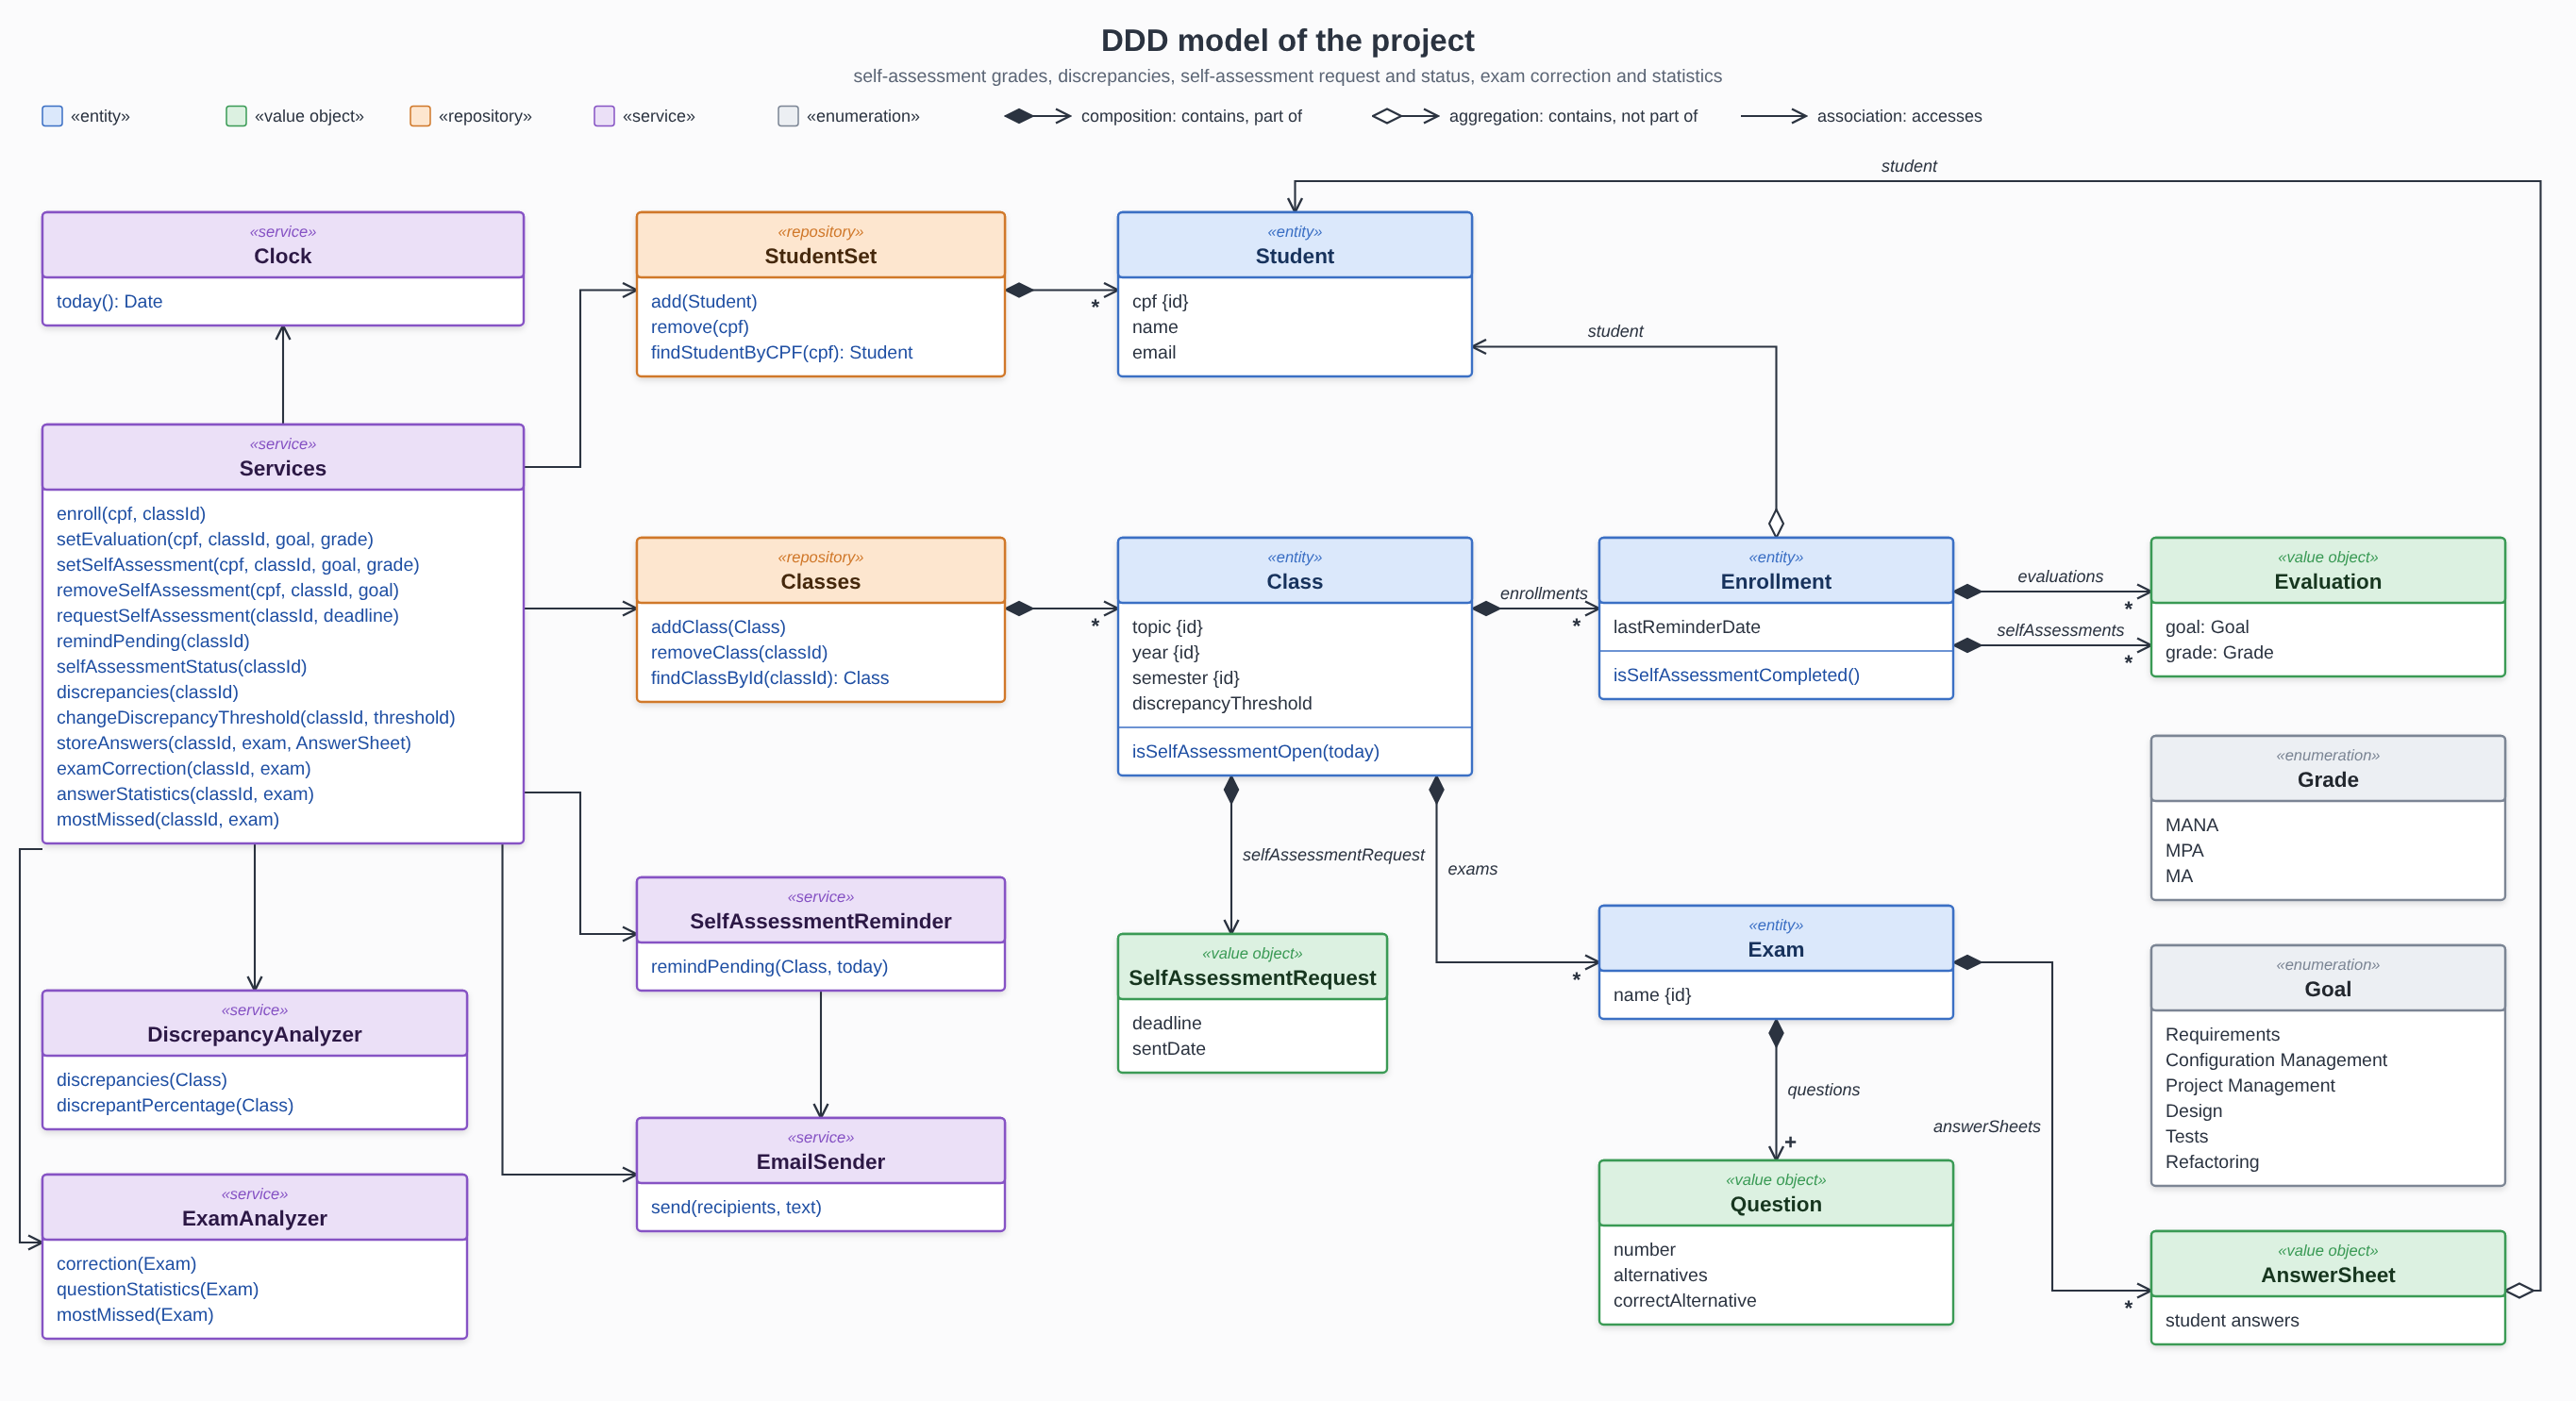 DDD model of the project
self-assessment grades, discrepancies, self-assessment request and status, exam correction and statistics
«entity»
«value object»
«repository»
«service»
«enumeration»
composition: contains, part of
aggregation: contains, not part of
association: accesses
student
«service»
Clock
today(): Date
«repository»
StudentSet
add(Student)
remove(cpf)
findStudentByCPF(cpf): Student
*
«entity»
Student
cpf {id}
name
email
student
«service»
Services
enroll(cpf, classId)
setEvaluation(cpf, classId, goal, grade)
setSelfAssessment(cpf, classId, goal, grade)
removeSelfAssessment(cpf, classId, goal)
requestSelfAssessment(classId, deadline)
remindPending(classId)
selfAssessmentStatus(classId)
discrepancies(classId)
changeDiscrepancyThreshold(classId, threshold)
storeAnswers(classId, exam, AnswerSheet)
examCorrection(classId, exam)
answerStatistics(classId, exam)
mostMissed(classId, exam)
«repository»
Classes
addClass(Class)
removeClass(classId)
findClassById(classId): Class
*
«entity»
Class
topic {id}
year {id}
semester {id}
discrepancyThreshold
isSelfAssessmentOpen(today)
enrollments
*
«entity»
Enrollment
lastReminderDate
isSelfAssessmentCompleted()
evaluations
*
selfAssessments
*
«value object»
Evaluation
goal: Goal
grade: Grade
«enumeration»
Grade
MANA
MPA
MA
selfAssessmentRequest
exams
*
«service»
SelfAssessmentReminder
remindPending(Class, today)
«value object»
SelfAssessmentRequest
deadline
sentDate
«entity»
Exam
name {id}
«enumeration»
Goal
Requirements
Configuration Management
Project Management
Design
Tests
Refactoring
«service»
DiscrepancyAnalyzer
discrepancies(Class)
discrepantPercentage(Class)
questions
+
answerSheets
*
«service»
EmailSender
send(recipients, text)
«service»
ExamAnalyzer
correction(Exam)
questionStatistics(Exam)
mostMissed(Exam)
«value object»
Question
number
alternatives
correctAlternative
«value object»
AnswerSheet
student answers